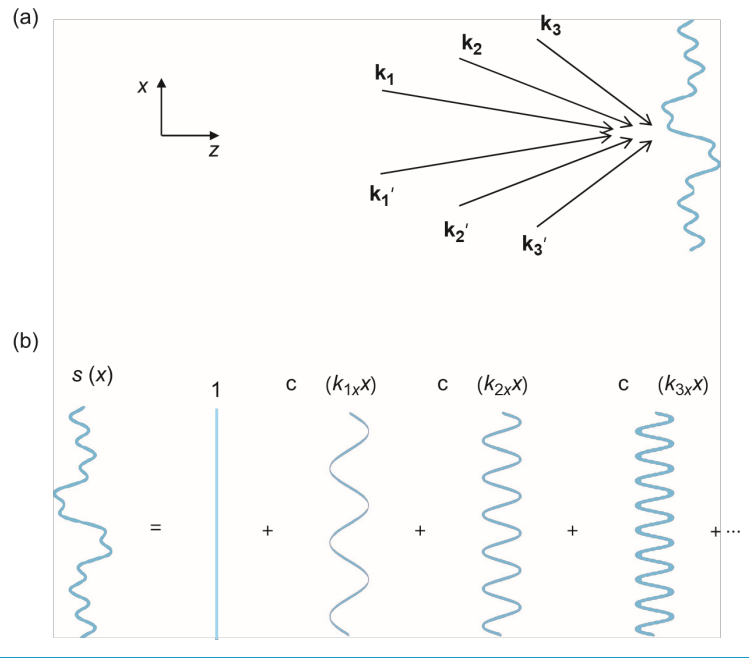 (a)
k3
k2
k1
x
z
k1′
k2′
k3′
(b)
s (x)
1
c (k1xx)
c (k2xx)
c (k3xx)
= + + + + ...